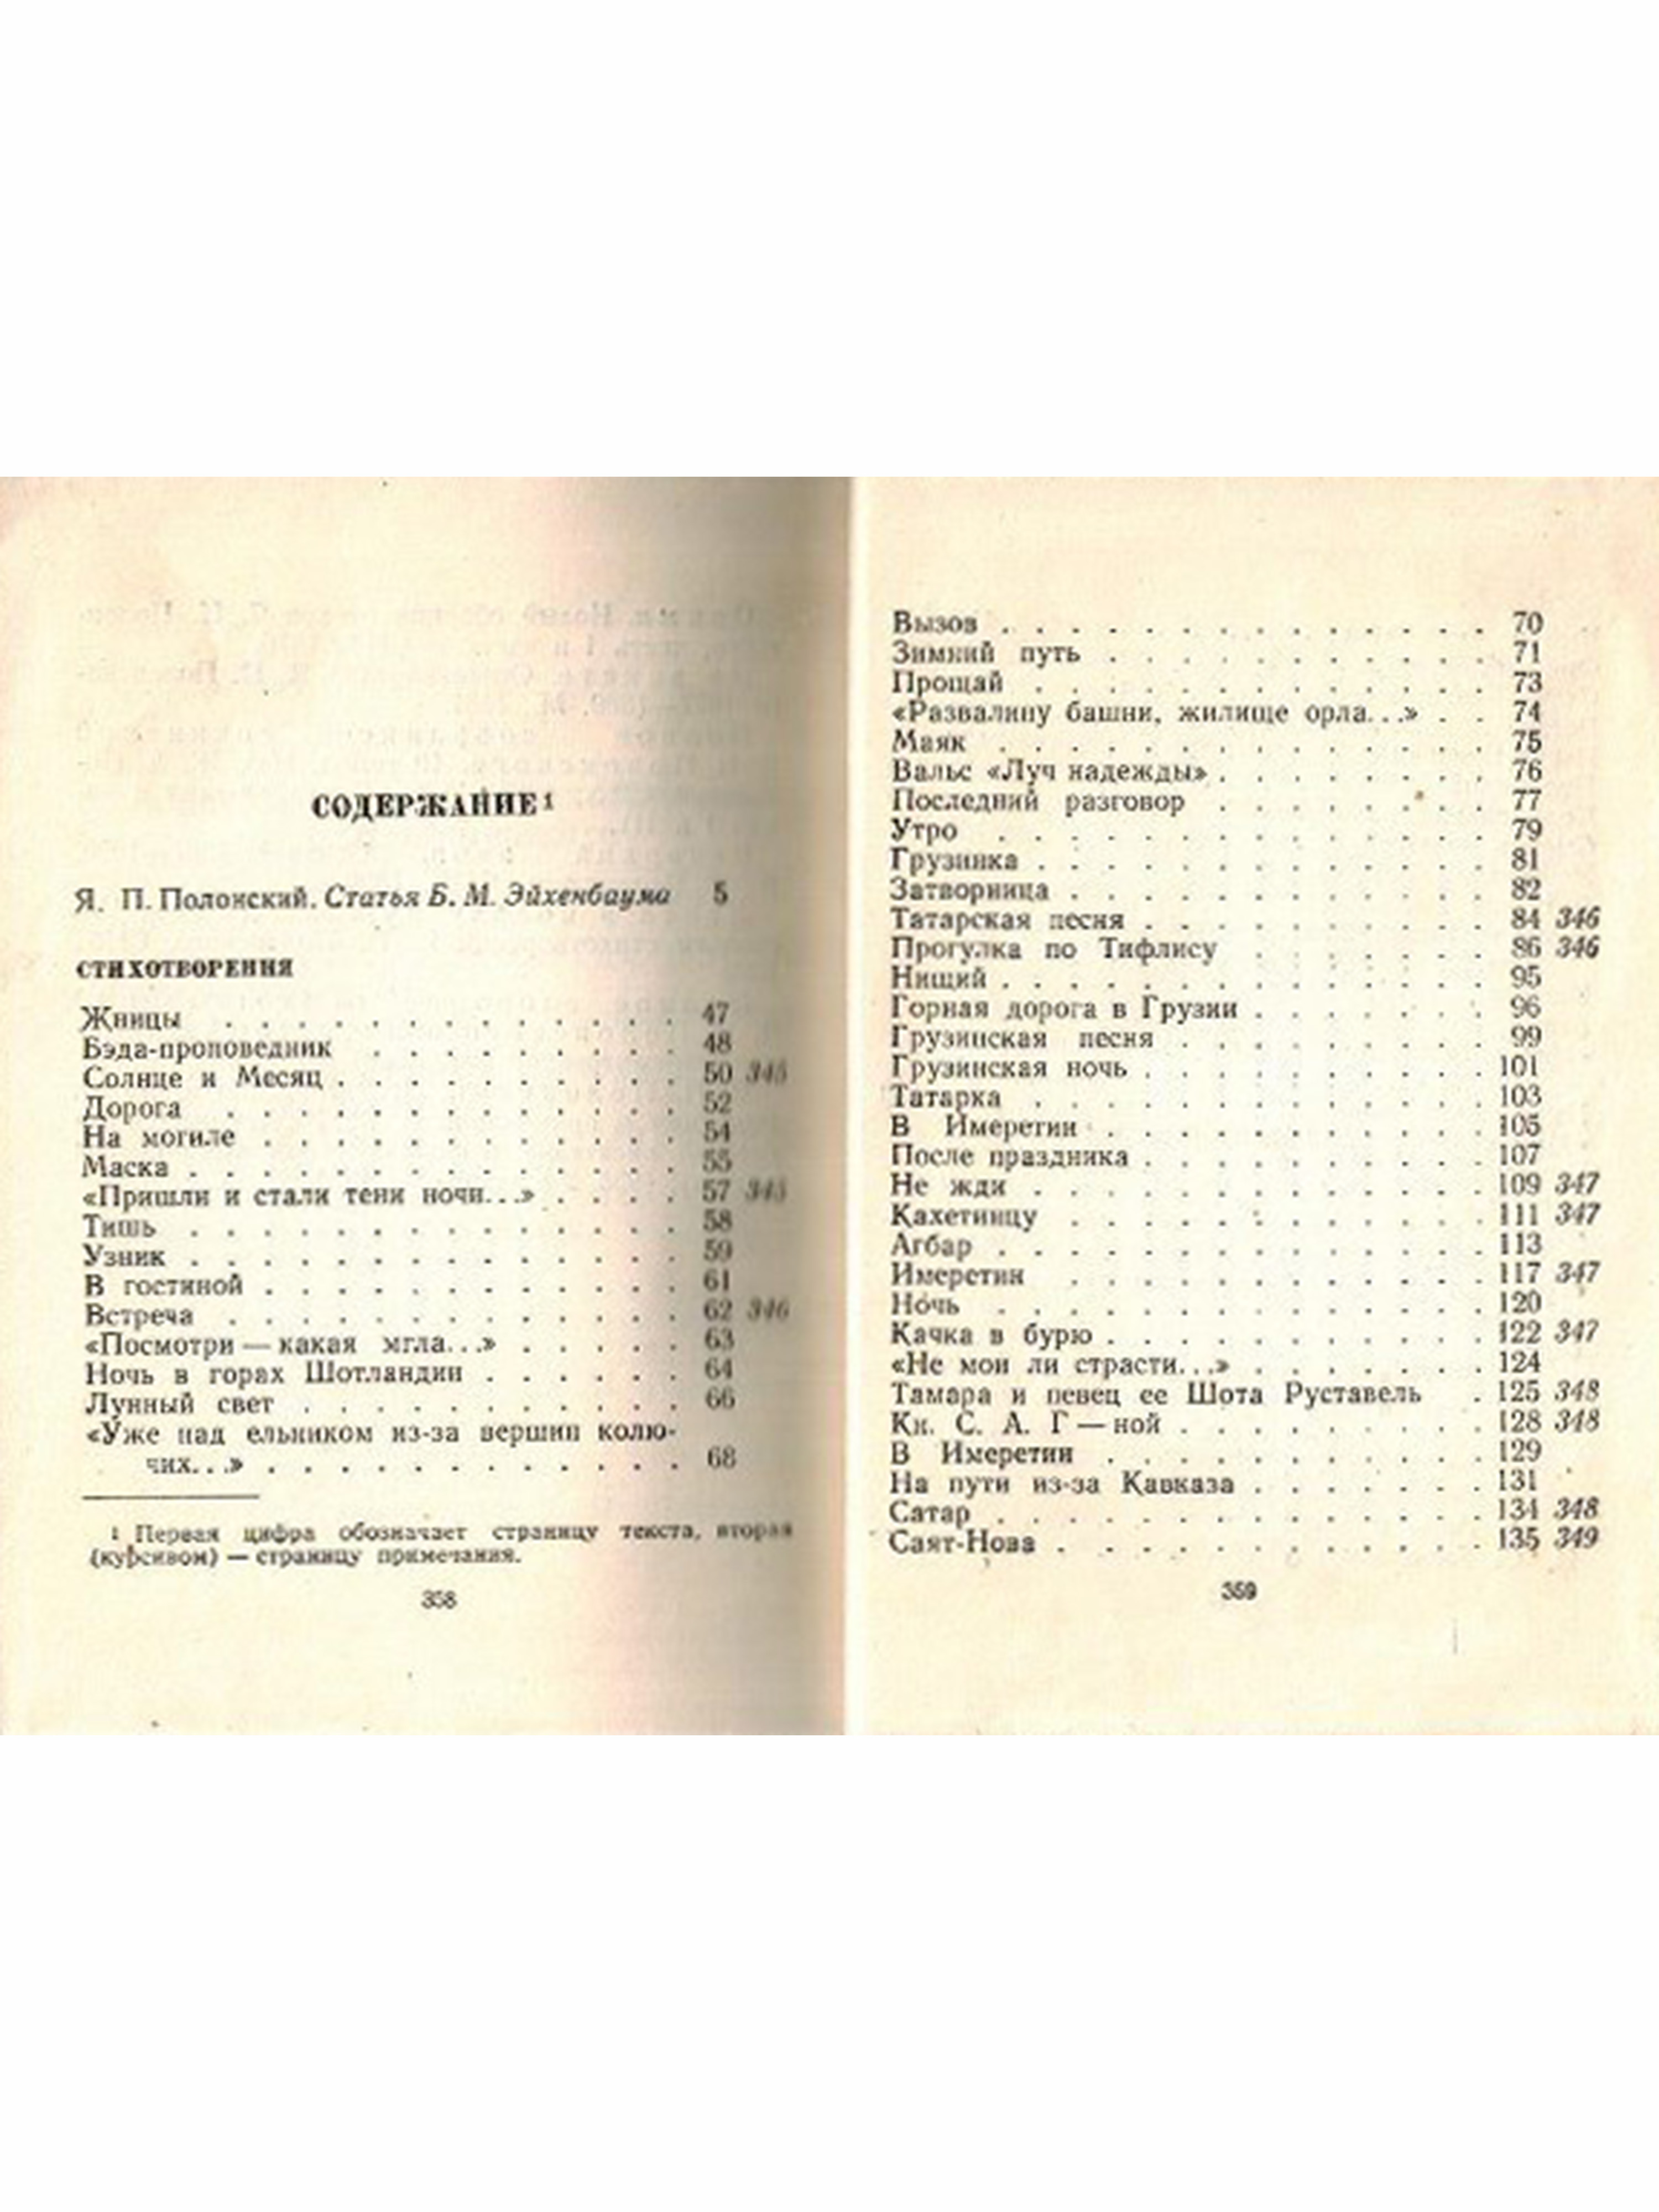 СОДЕРЖАНИЕ¹
Я. П. Полонский. Статья Б. М. Эйхенбаума 5
СТИХОТВОРЕНИЯ
Жницы . . . . . . . . . . . . . 47
Бэда-проповедник . . . . . . . . . 48
Солнце и Месяц . . . . . . . . . . 50 345
Дорога . . . . . . . . . . . . . 52
На могиле . . . . . . . . . . . . 54
Маска . . . . . . . . . . . . . . 55
«Пришли и стали тени ночи...» . . . . 57 345
Тишь . . . . . . . . . . . . . . 58
Узник . . . . . . . . . . . . . . 59
В гостиной . . . . . . . . . . . . 61
Встреча . . . . . . . . . . . . . 62 346
«Посмотри — какая мгла...» . . . . . 63
Ночь в горах Шотландии . . . . . . 64
Лунный свет . . . . . . . . . . . 66
«Уже над ельником из-за вершин колю-
чих...» . . . . . . . . . . . . 68
¹ Первая цифра обозначает страницу текста, вторая
(курсивом) — страницу примечания.
358
Вызов . . . . . . . . . . . . . . 70
Зимний путь . . . . . . . . . . . 71
Прощай . . . . . . . . . . . . . 73
«Развалину башни, жилище орла...» . . 74
Маяк . . . . . . . . . . . . . . 75
Вальс «Луч надежды» . . . . . . . . 76
Последний разговор . . . . . . . . 77
Утро . . . . . . . . . . . . . . 79
Грузинка . . . . . . . . . . . . . 81
Затворница . . . . . . . . . . . . 82
Татарская песня . . . . . . . . . . 84 346
Прогулка по Тифлису . . . . . . . 86 346
Нищий . . . . . . . . . . . . . . 95
Горная дорога в Грузии . . . . . . . 96
Грузинская песня . . . . . . . . . 99
Грузинская ночь . . . . . . . . . . 101
Татарка . . . . . . . . . . . . . 103
В Имеретии . . . . . . . . . . . 105
После праздника . . . . . . . . . . 107
Не жди . . . . . . . . . . . . . 109 347
Кахетинцу . . . . . . . . . . . . 111 347
Агбар . . . . . . . . . . . . . . 113
Имеретин . . . . . . . . . . . . 117 347
Ночь . . . . . . . . . . . . . . 120
Качка в бурю . . . . . . . . . . . 122 347
«Не мои ли страсти...» . . . . . . . 124
Тамара и певец ее Шота Руставель . 125 348
Кн. С. А. Г — ной . . . . . . . . . 128 348
В Имеретии . . . . . . . . . . . 129
На пути из-за Кавказа . . . . . . . 131
Сатар . . . . . . . . . . . . . . 134 348
Саят-Нова . . . . . . . . . . . . 135 349
359